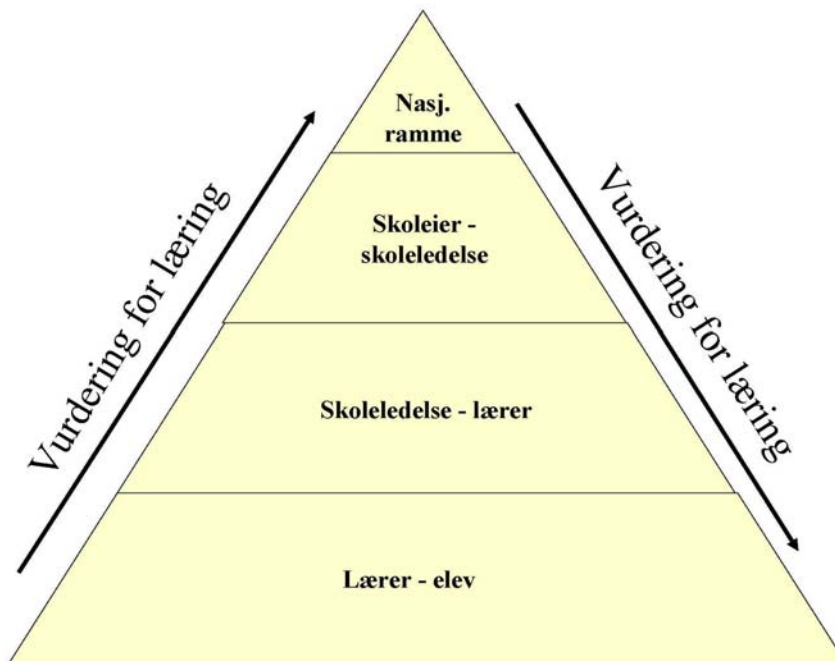 Nasj.
ramme
Skoleier -
skoleledelse
Skoleledelse - lærer
Lærer - elev
Vurdering for læring
Vurdering for læring